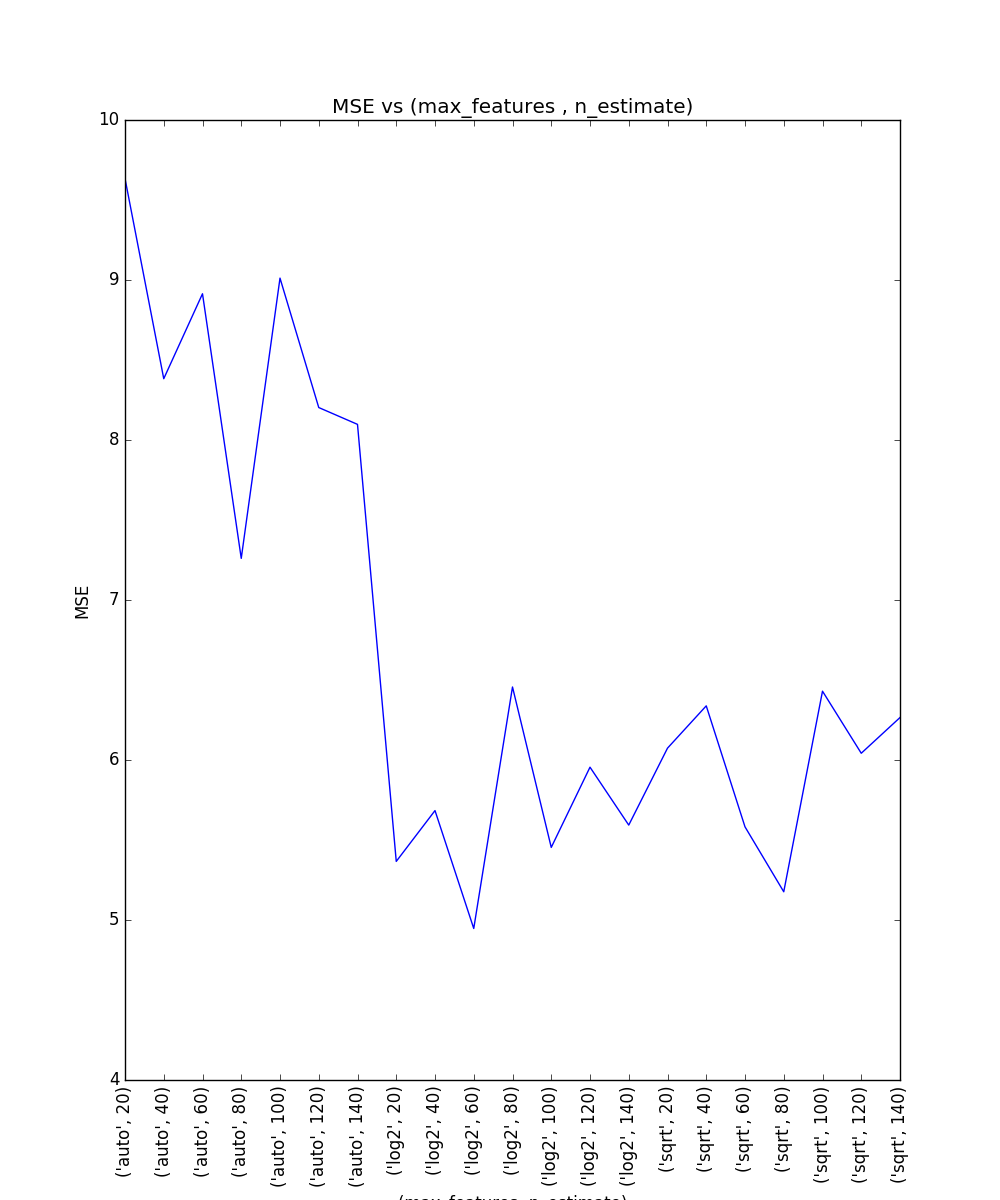 MSE vs (max_features , n_estimate)
10
9
8
7
6
5
4
MSE
('auto', 20)
('auto', 40)
('auto', 60)
('auto', 80)
('auto', 100)
('auto', 120)
('auto', 140)
('log2', 20)
('log2', 40)
('log2', 60)
('log2', 80)
('log2', 100)
('log2', 120)
('log2', 140)
('sqrt', 20)
('sqrt', 40)
('sqrt', 60)
('sqrt', 80)
('sqrt', 100)
('sqrt', 120)
('sqrt', 140)
(max_features, n_estimate)